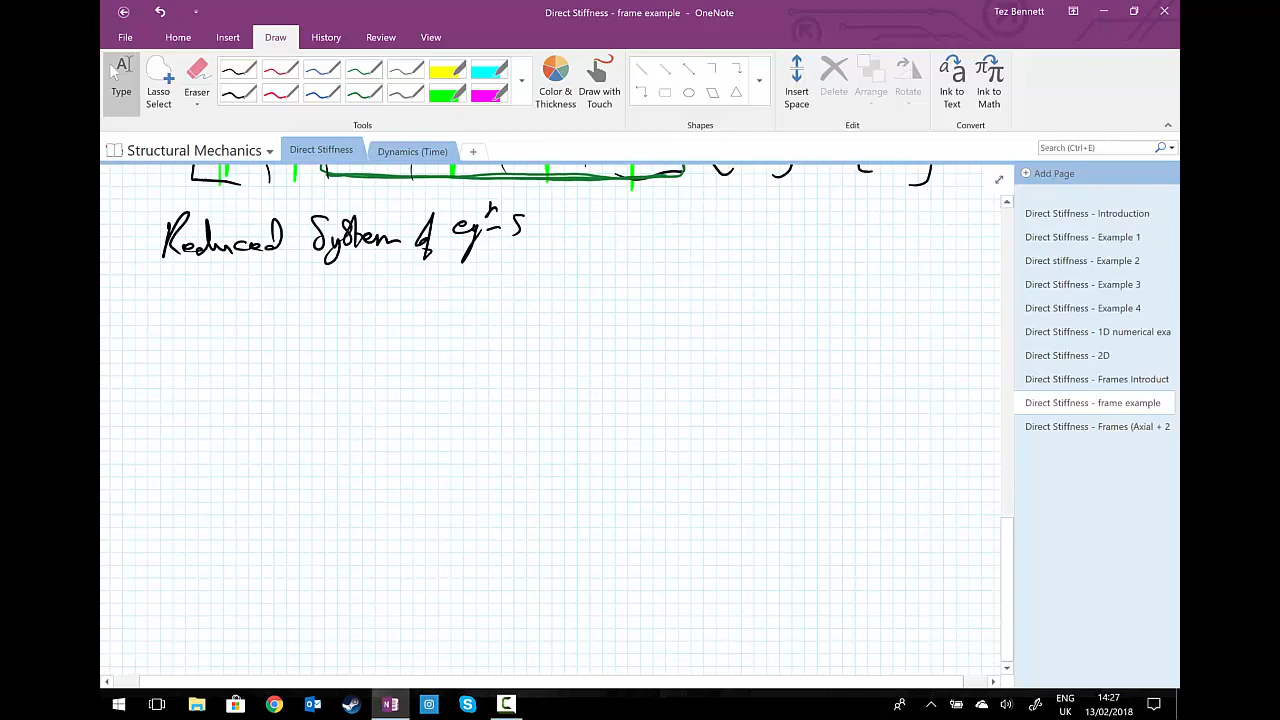 Direct Stiffness - frame example - OneNote
Tez Bennett
File Home Insert Draw History Review View
Type
Lasso Select
Eraser
Color & Thickness
Draw with Touch
Insert Space
Delete
Arrange
Rotate
Ink to Text
Ink to Math
Tools
Shapes
Edit
Convert
Structural Mechanics
Direct Stiffness
Dynamics (Time)
Search (Ctrl+E)
Add Page
Direct Stiffness - Introduction
Direct Stiffness - Example 1
Direct stiffness - Example 2
Direct Stiffness - Example 3
Direct Stiffness - Example 4
Direct Stiffness - 1D numerical exa
Direct Stiffness - 2D
Direct Stiffness - Frames Introduct
Direct Stiffness - frame example
Direct Stiffness - Frames (Axial + 2
Reduced System of eqⁿs
ENG
UK
14:27
13/02/2018